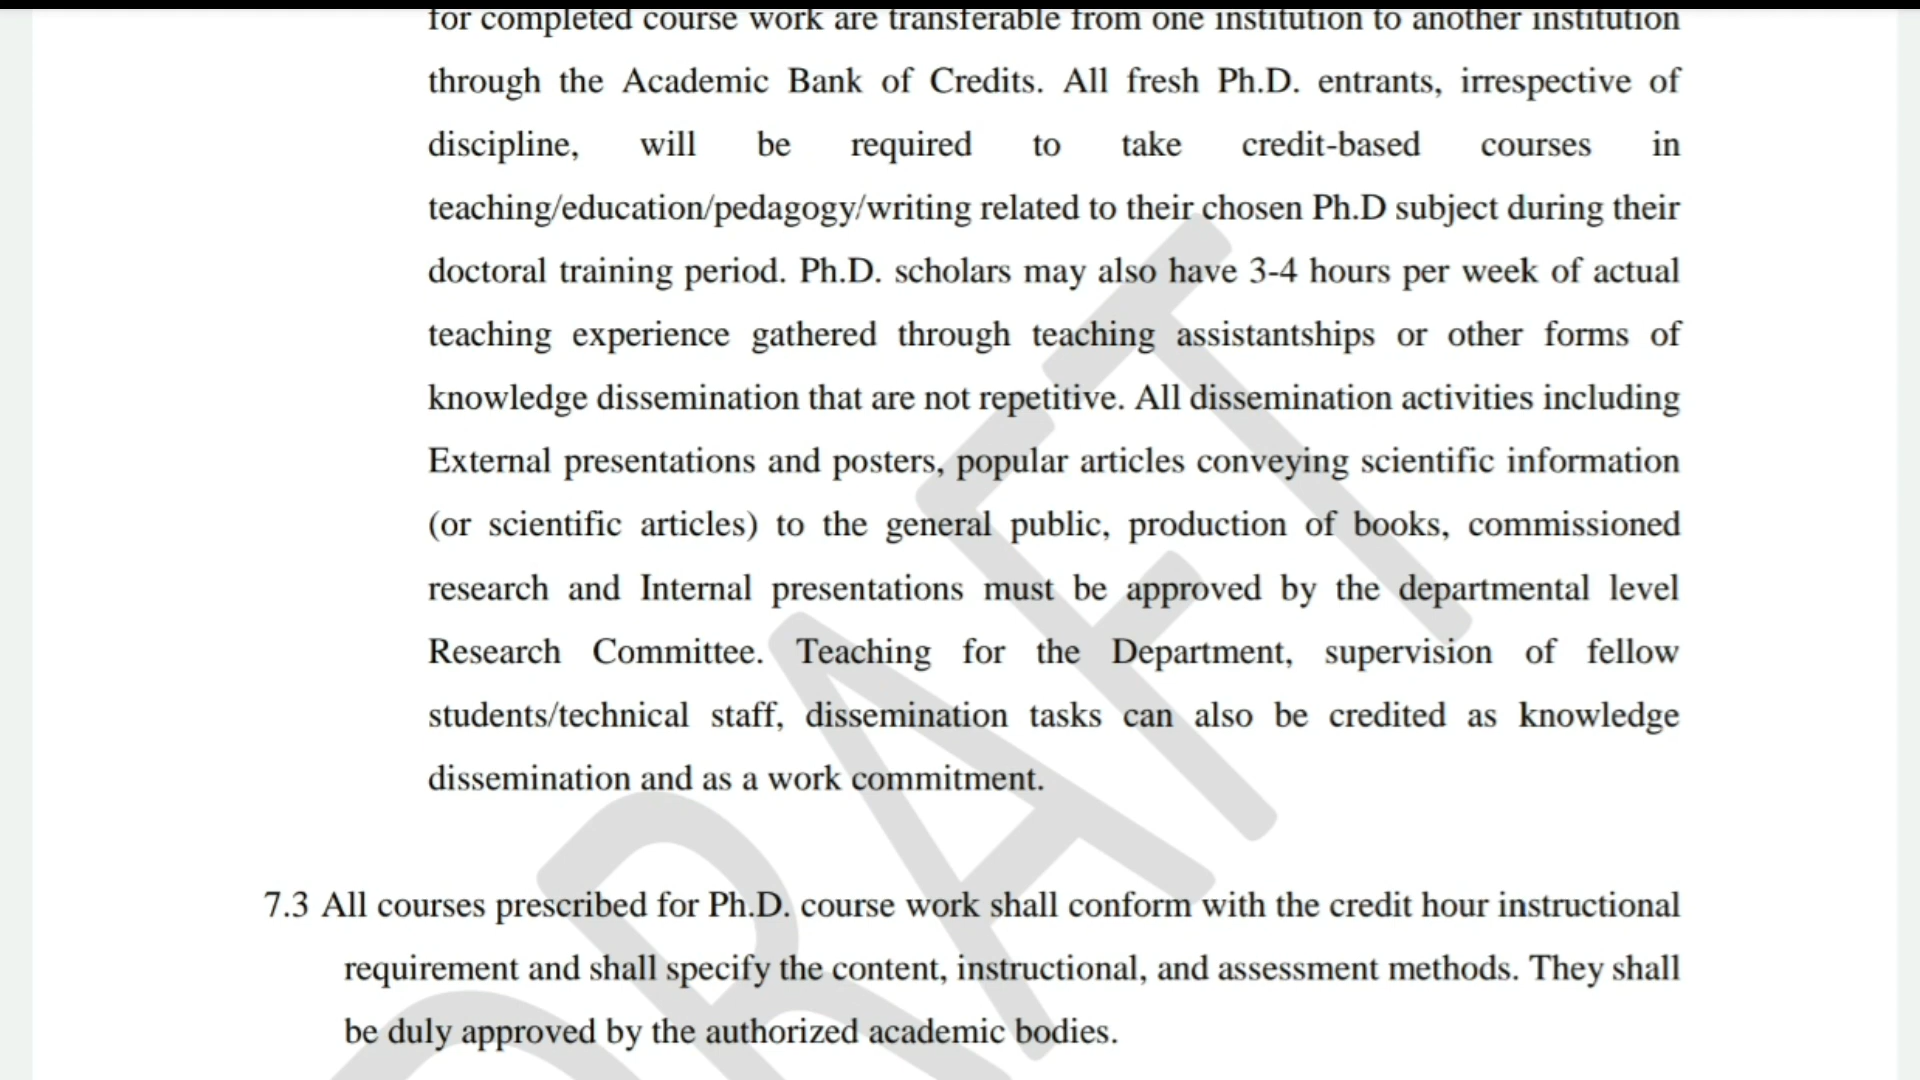 for completed course work are transferable from one institution to another institution
through the Academic Bank of Credits. All fresh Ph.D. entrants, irrespective of
discipline, will be required to take credit-based courses in
teaching/education/pedagogy/writing related to their chosen Ph.D subject during their
doctoral training period. Ph.D. scholars may also have 3-4 hours per week of actual
teaching experience gathered through teaching assistantships or other forms of
knowledge dissemination that are not repetitive. All dissemination activities including
External presentations and posters, popular articles conveying scientific information
(or scientific articles) to the general public, production of books, commissioned
research and Internal presentations must be approved by the departmental level
Research Committee. Teaching for the Department, supervision of fellow
students/technical staff, dissemination tasks can also be credited as knowledge
dissemination and as a work commitment.
7.3 All courses prescribed for Ph.D. course work shall conform with the credit hour instructional
requirement and shall specify the content, instructional, and assessment methods. They shall
be duly approved by the authorized academic bodies.
DRAFT